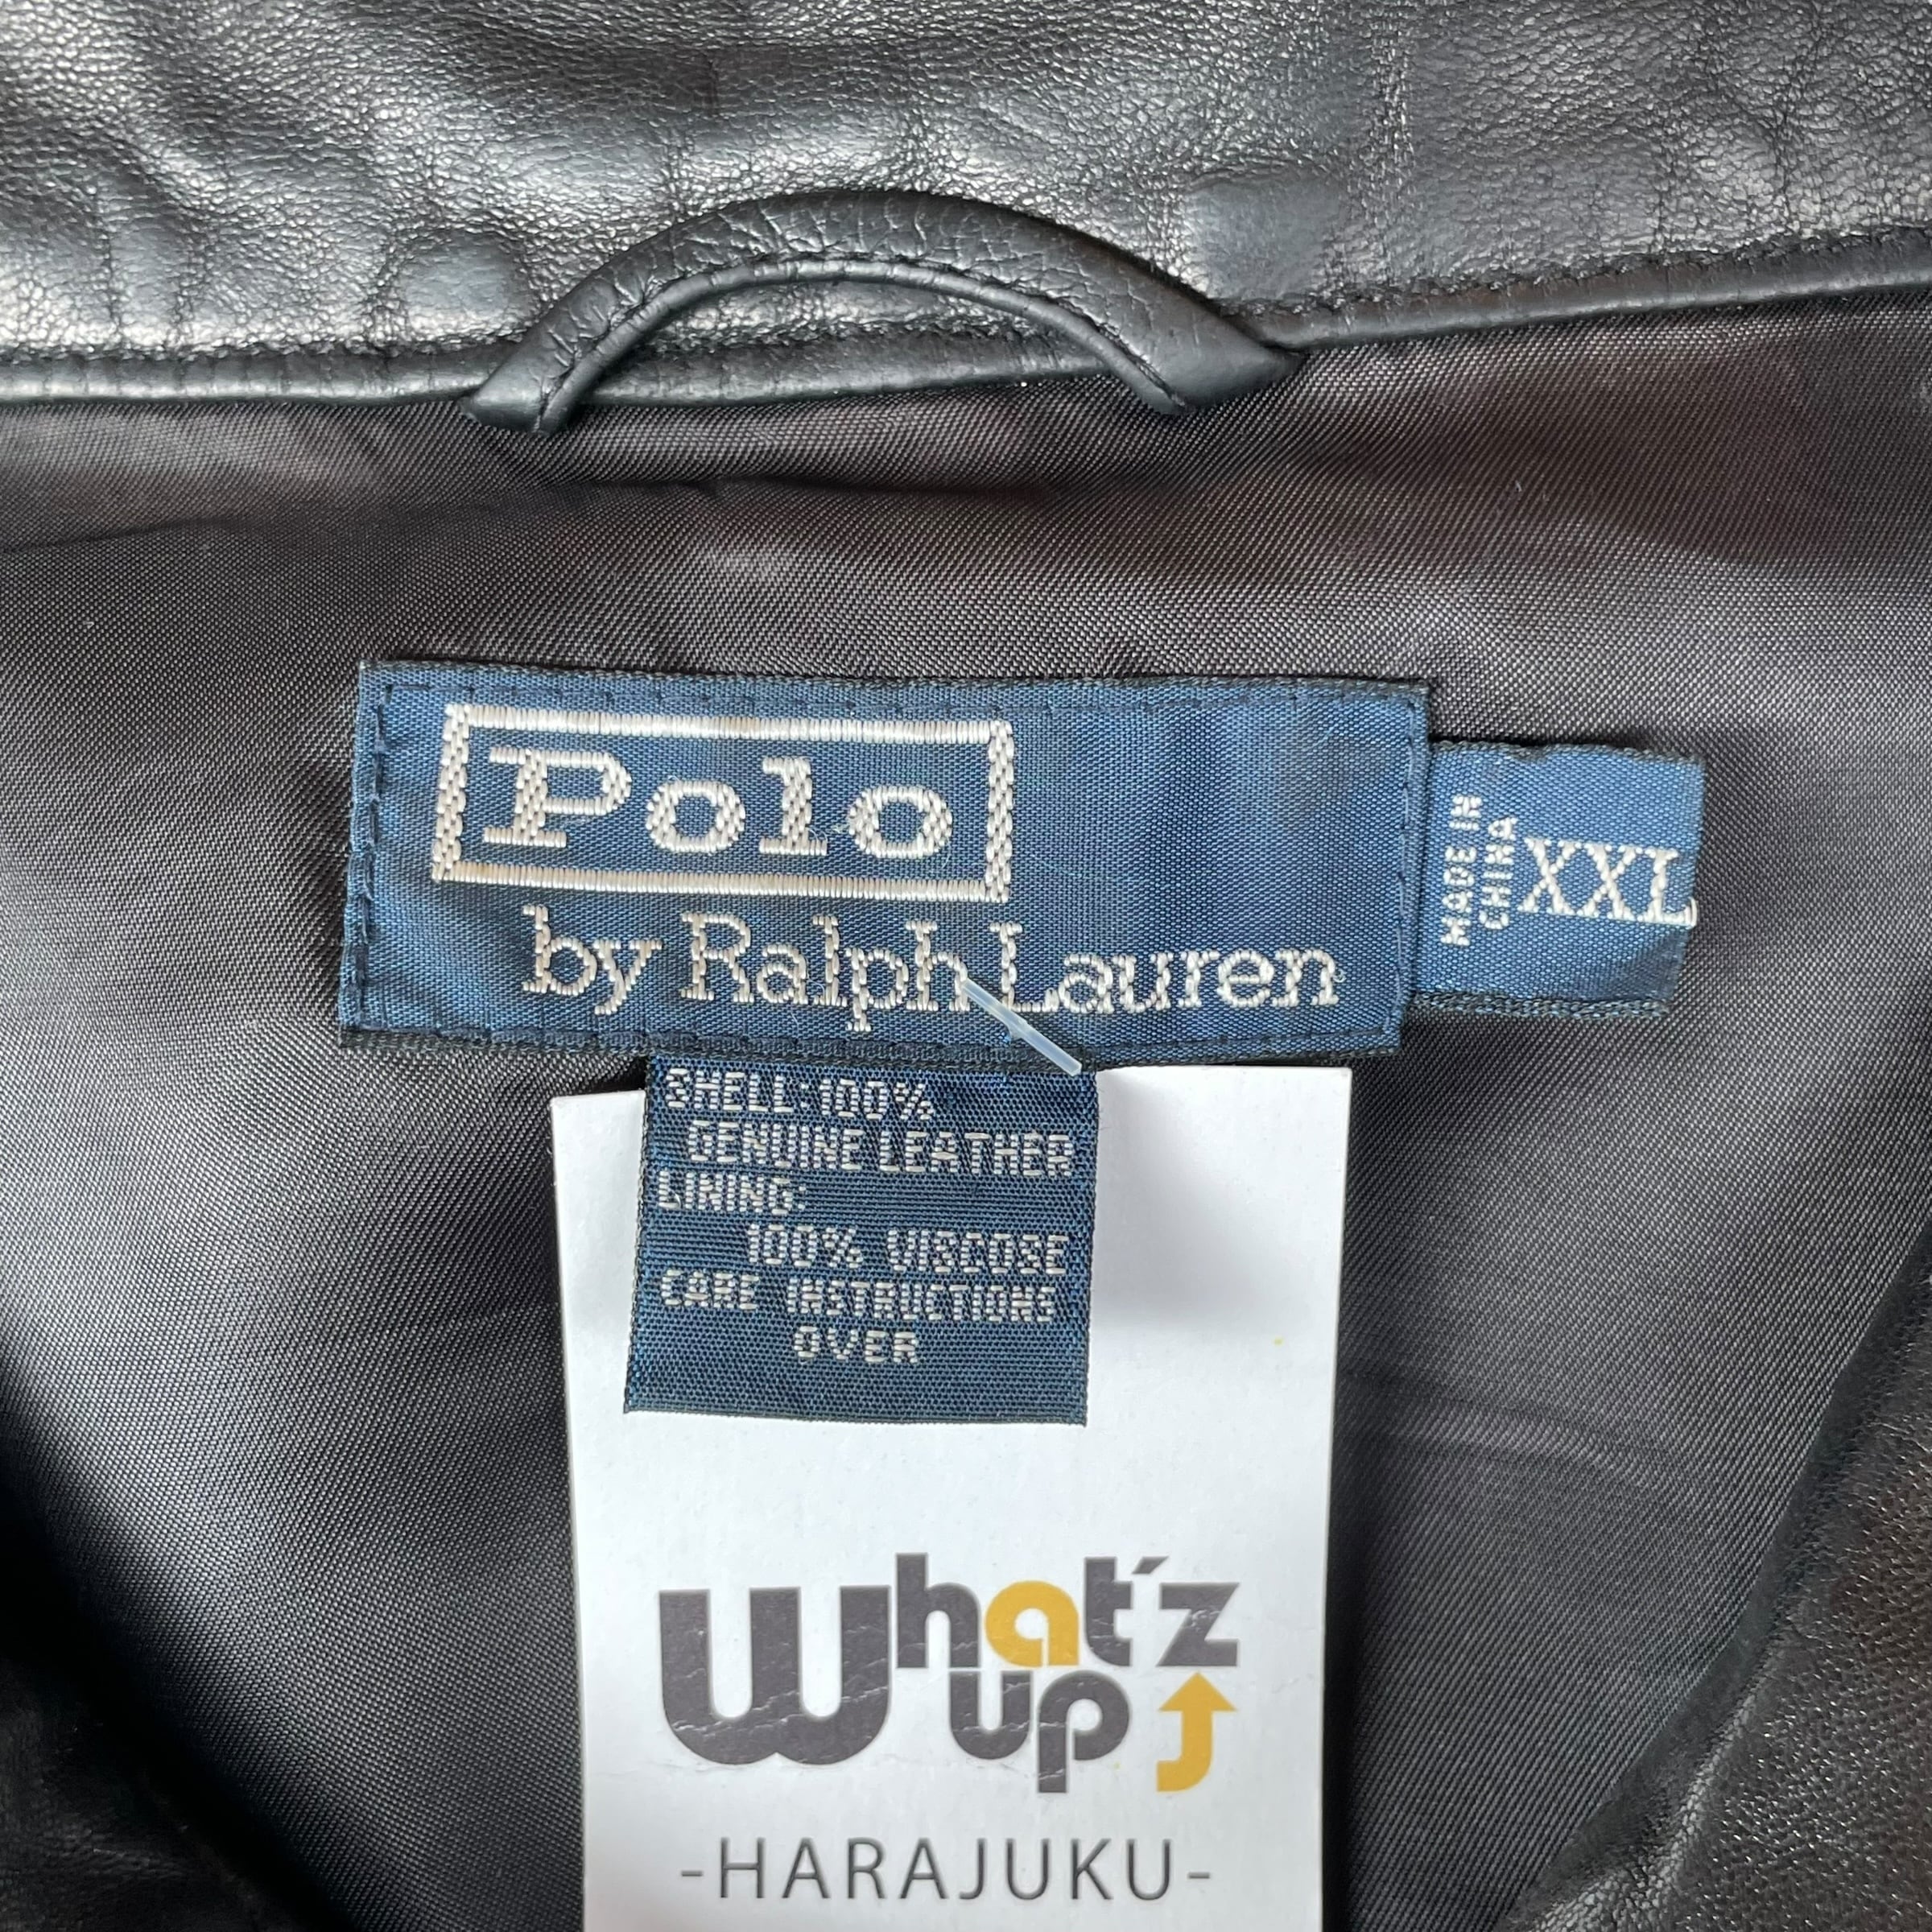 Polo
by Ralph Lauren
MADE IN
CHINA
XXL
SHELL:100%
GENUINE LEATHER
LINING:
100% VISCOSE
CARE INSTRUCTIONS
OVER
What'z
up
-HARAJUKU-